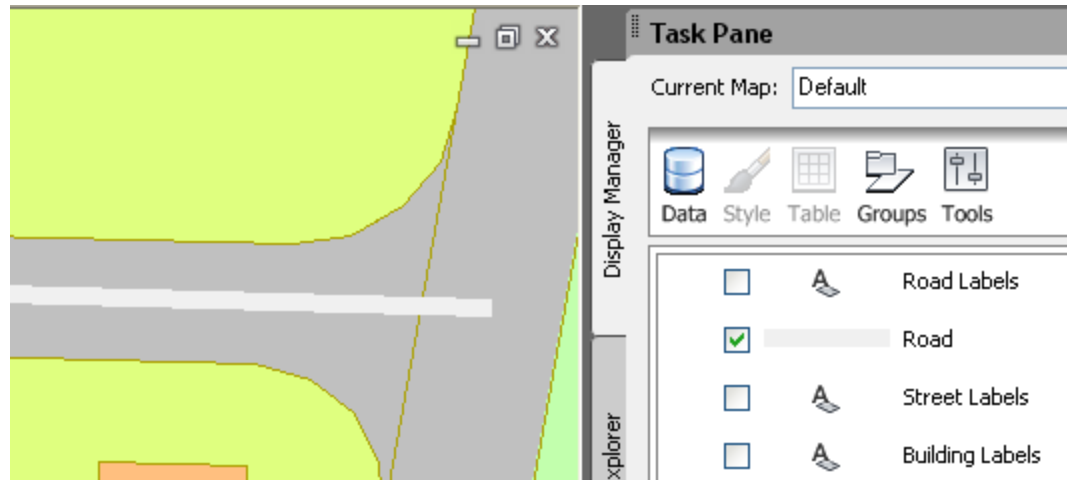 Task Pane
Current Map: Default
Display Manager
Data Style Table Groups Tools
Road Labels
Road
Street Labels
Building Labels
xplorer